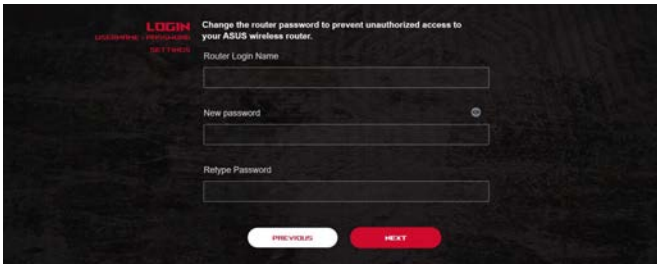 LOGIN
USERNAME / PASSWORD
SETTINGS
Change the router password to prevent unauthorized access to
your ASUS wireless router.
Router Login Name
New password
Retype Password
PREVIOUS
NEXT